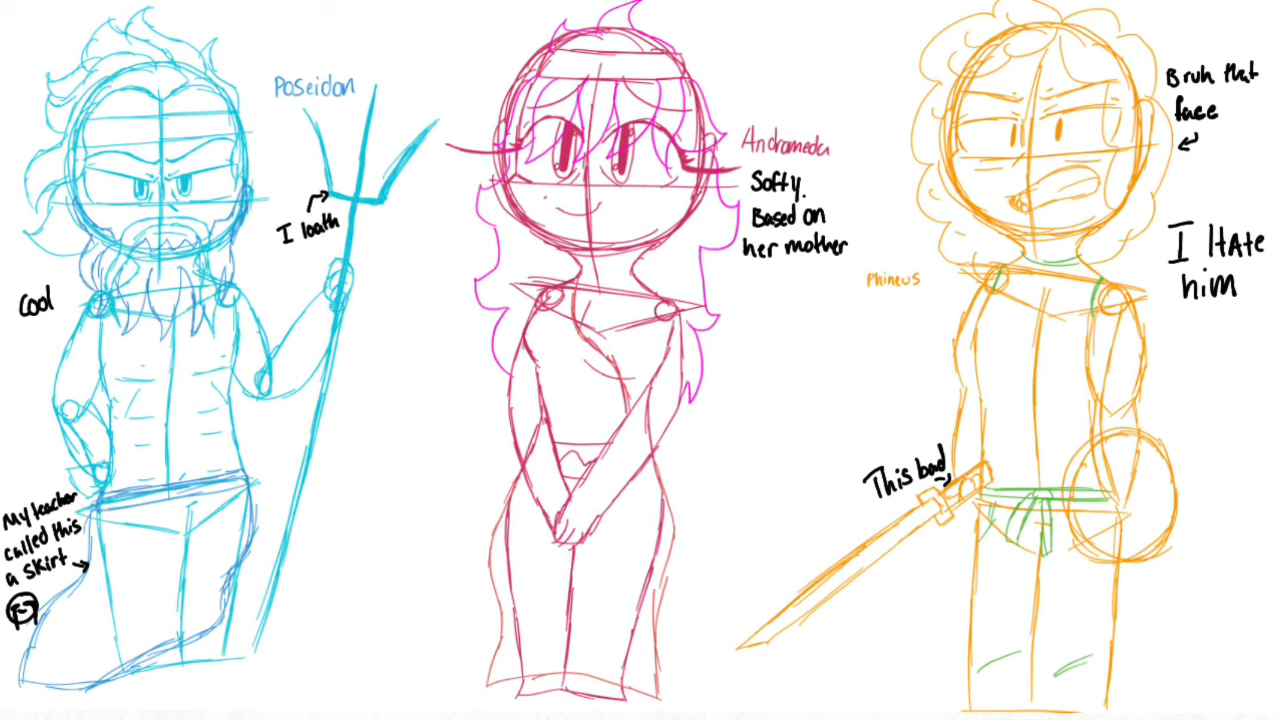 Poseidon
I loath
Cool
My teacher
called this
a skirt
Andromeda
Softy.
Based on
her mother
Bruh that
face
I HAte
him
Phineus
This bad